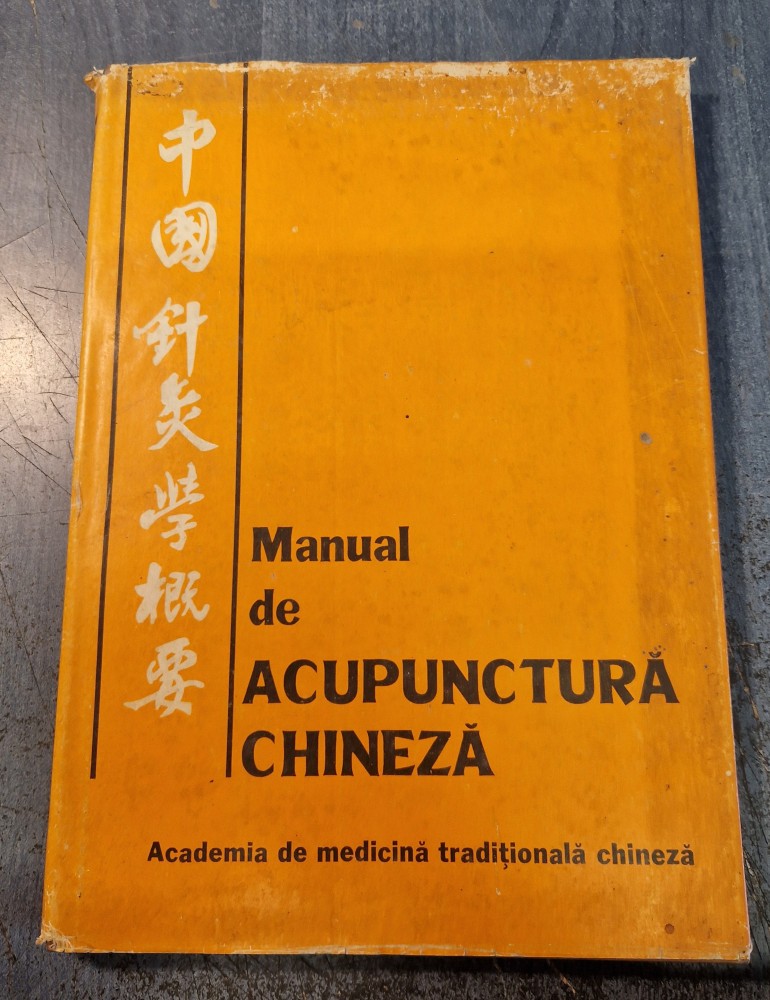 中國針灸學概要
Manual
de
ACUPUNCTURĂ
CHINEZĂ
Academia de medicină tradițională chineză